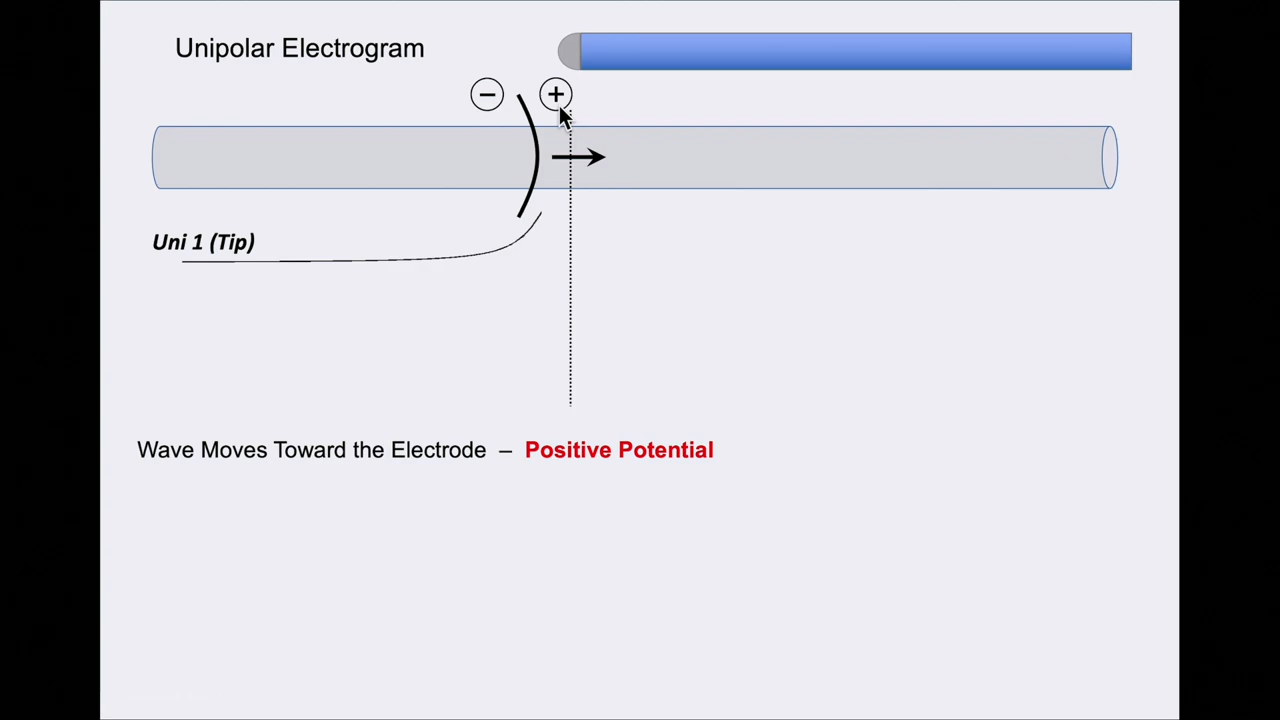 Unipolar Electrogram
− +
Uni 1 (Tip)
Wave Moves Toward the Electrode – Positive Potential